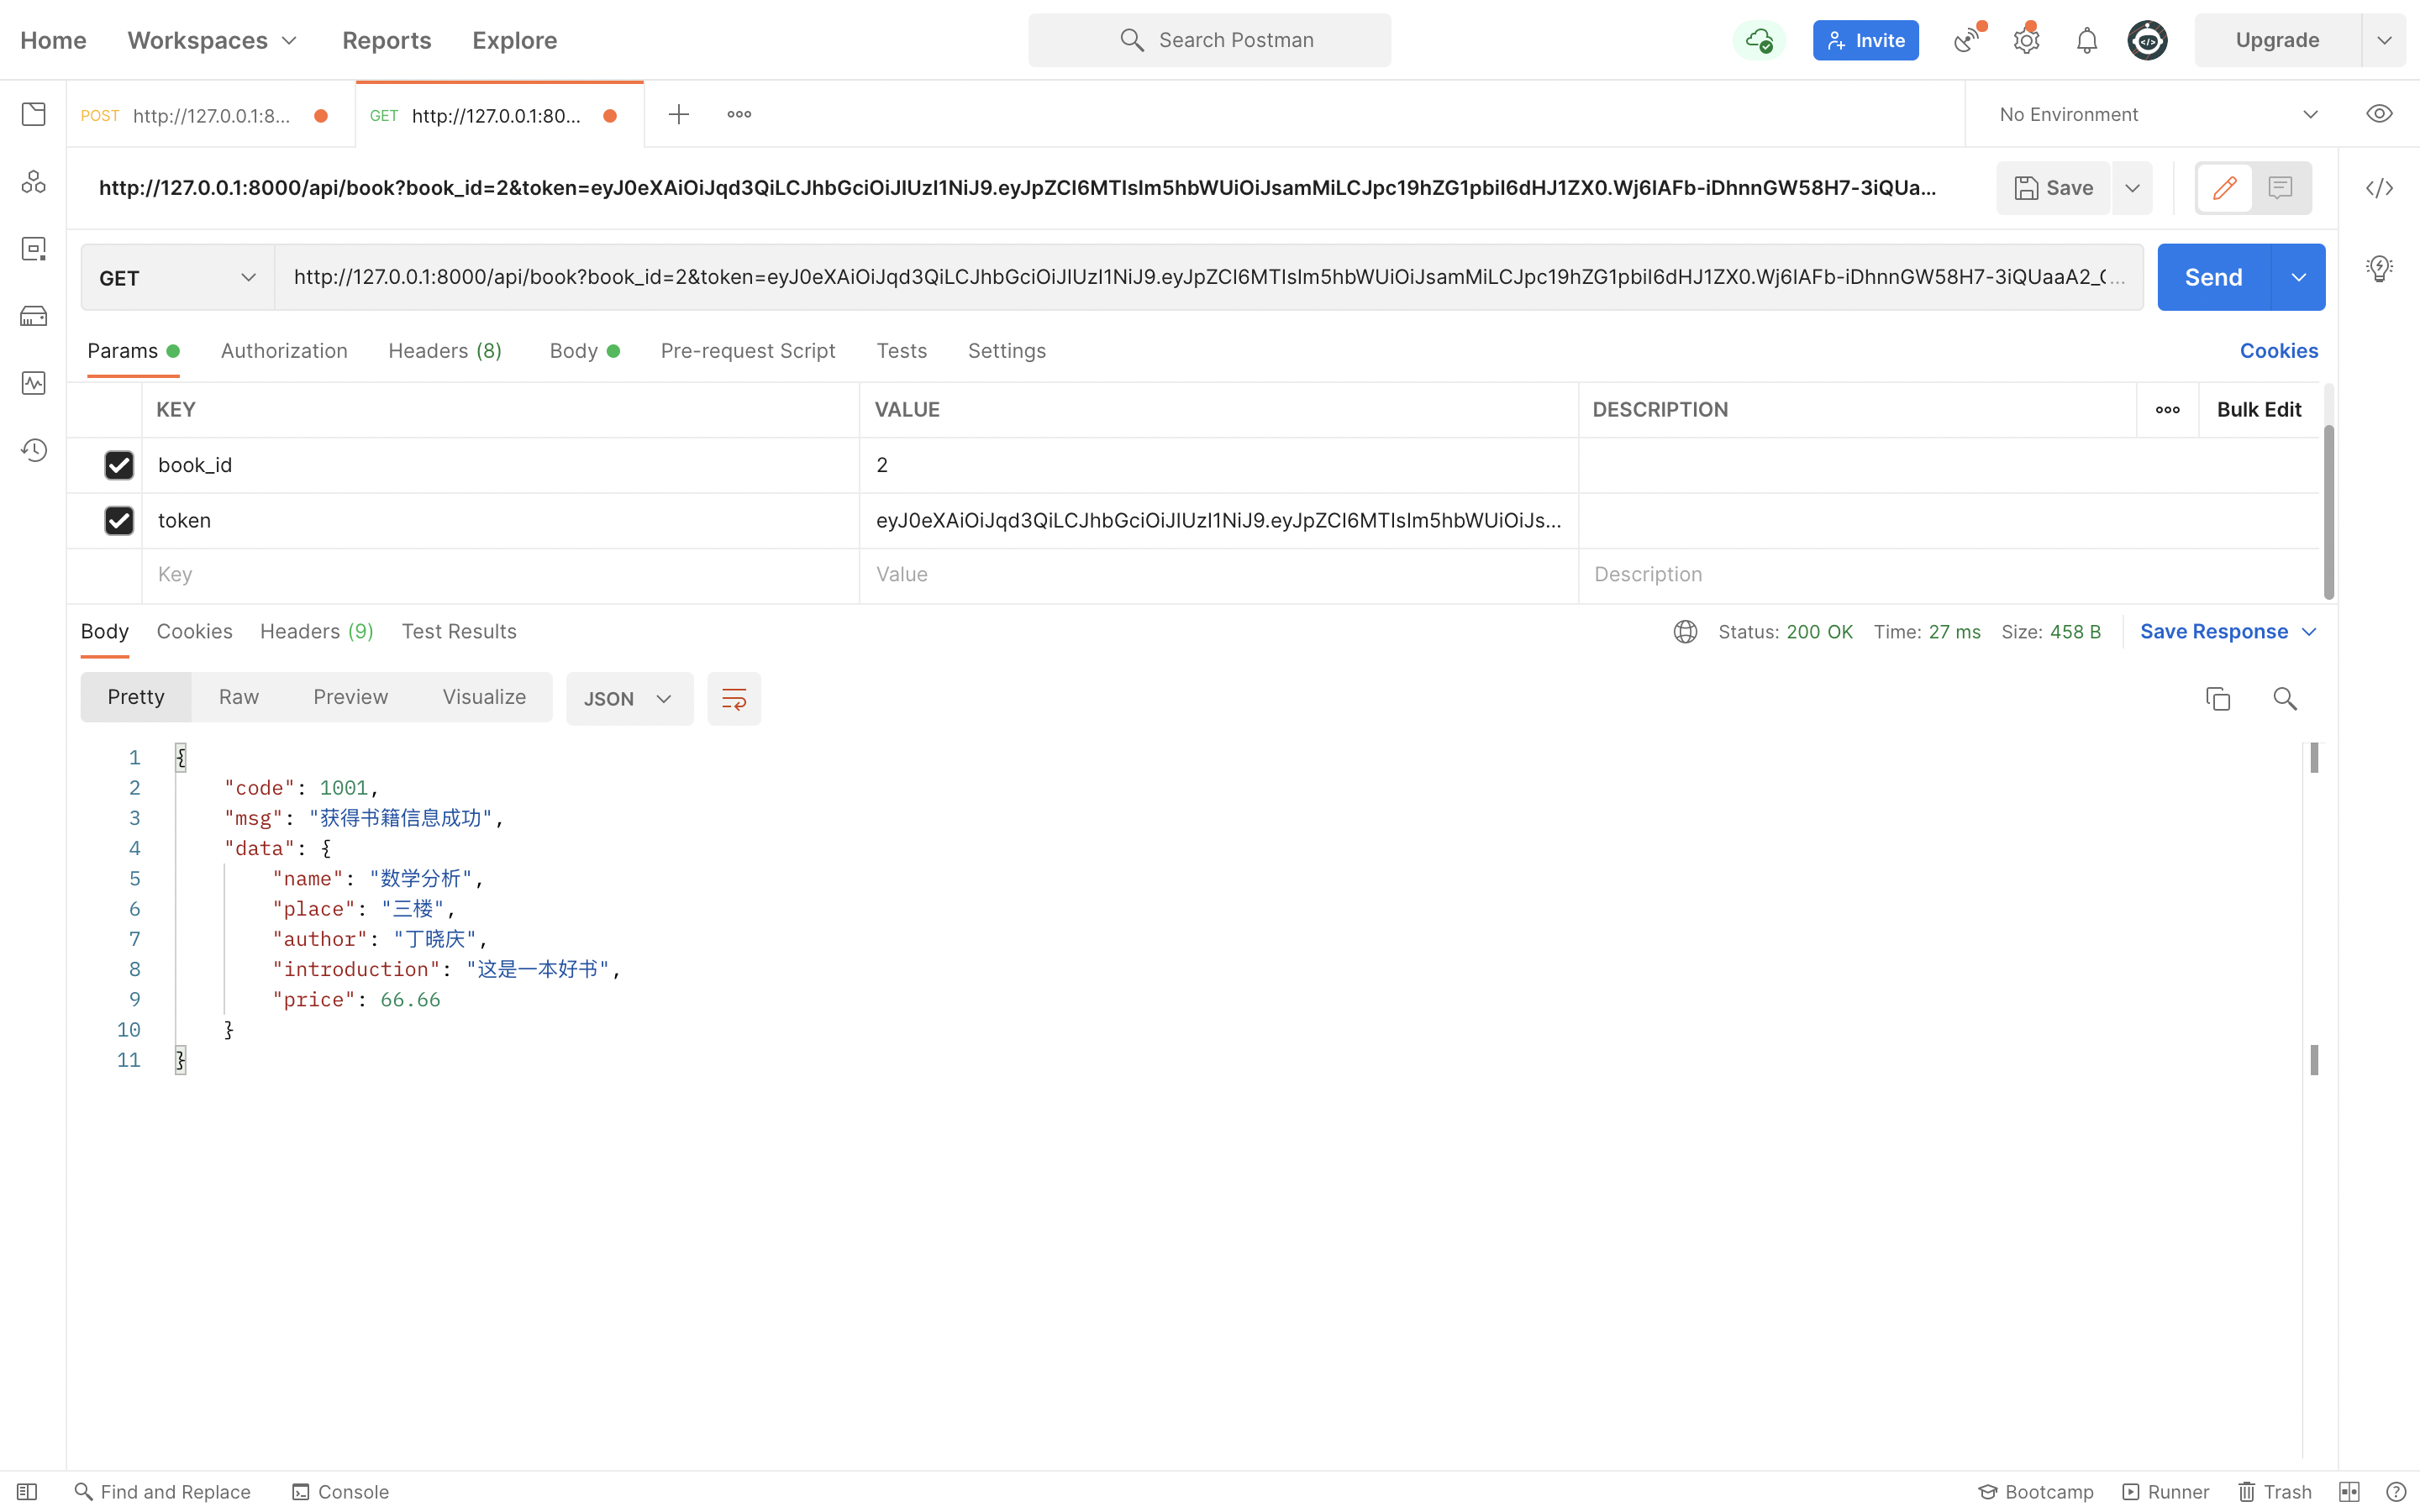 Home Workspaces Reports Explore Search Postman Invite Upgrade
POST http://127.0.0.1:8... GET http://127.0.0.1:80... No Environment
http://127.0.0.1:8000/api/book?book_id=2&token=eyJ0eXAiOiJqd3QiLCJhbGciOiJIUzI1NiJ9.eyJpZCI6MTIsIm5hbWUiOiJsamMiLCJpc19hZG1pbiI6dHJ1ZX0.Wj6IAFb-iDhnnGW58H7-3iQUa... Save
GET http://127.0.0.1:8000/api/book?book_id=2&token=eyJ0eXAiOiJqd3QiLCJhbGciOiJIUzI1NiJ9.eyJpZCI6MTIsIm5hbWUiOiJsamMiLCJpc19hZG1pbiI6dHJ1ZX0.Wj6IAFb-iDhnnGW58H7-3iQUaaA2_... Send
Params Authorization Headers (8) Body Pre-request Script Tests Settings Cookies
KEY VALUE DESCRIPTION Bulk Edit
book_id 2
token eyJ0eXAiOiJqd3QiLCJhbGciOiJIUzI1NiJ9.eyJpZCI6MTIsIm5hbWUiOiJs...
Key Value Description
Body Cookies Headers (9) Test Results Status: 200 OK Time: 27 ms Size: 458 B Save Response
Pretty Raw Preview Visualize JSON
1 {
2 "code": 1001,
3 "msg": "获得书籍信息成功",
4 "data": {
5 "name": "数学分析",
6 "place": "三楼",
7 "author": "丁晓庆",
8 "introduction": "这是一本好书",
9 "price": 66.66
10 }
11 }
Find and Replace Console Bootcamp Runner Trash